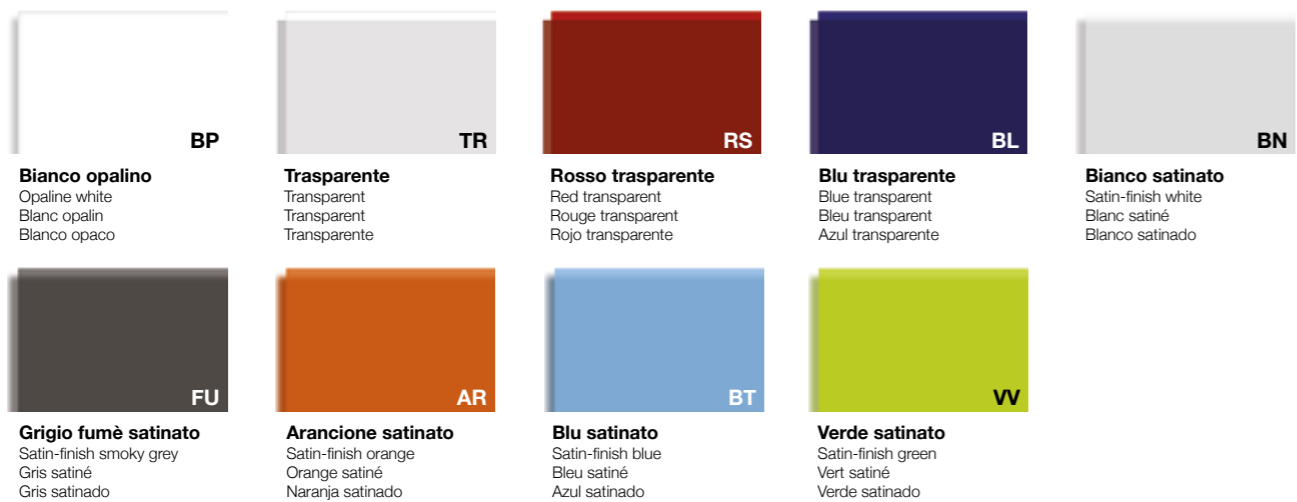 BP
Bianco opalino
Opaline white
Blanc opalin
Blanco opaco
TR
Trasparente
Transparent
Transparent
Transparente
RS
Rosso trasparente
Red transparent
Rouge transparent
Rojo transparente
BL
Blu trasparente
Blue transparent
Bleu transparent
Azul transparente
BN
Bianco satinato
Satin-finish white
Blanc satiné
Blanco satinado
FU
Grigio fumè satinato
Satin-finish smoky grey
Gris satiné
Gris satinado
AR
Arancione satinato
Satin-finish orange
Orange satiné
Naranja satinado
BT
Blu satinato
Satin-finish blue
Bleu satiné
Azul satinado
VV
Verde satinato
Satin-finish green
Vert satiné
Verde satinado